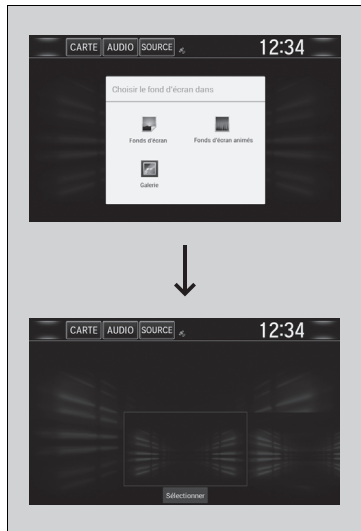 CARTE AUDIO SOURCE 12:34
Choisir le fond d'écran dans
Fonds d'écran Fonds d'écran animés
Galerie
CARTE AUDIO SOURCE 12:34
Sélectionner